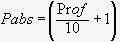 Pabs = (Prof/10 + 1)